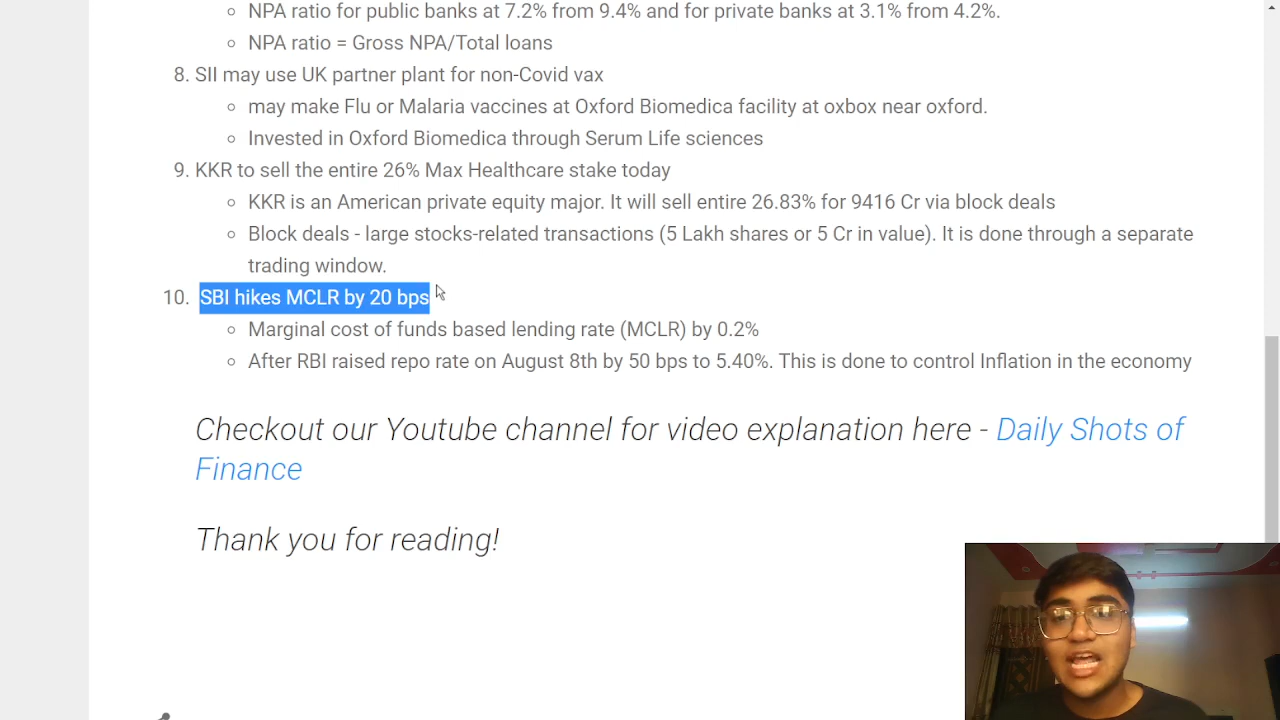 NPA ratio for public banks at 7.2% from 9.4% and for private banks at 3.1% from 4.2%.
NPA ratio = Gross NPA/Total loans
8. SII may use UK partner plant for non-Covid vax
may make Flu or Malaria vaccines at Oxford Biomedica facility at oxbox near oxford.
Invested in Oxford Biomedica through Serum Life sciences
9. KKR to sell the entire 26% Max Healthcare stake today
KKR is an American private equity major. It will sell entire 26.83% for 9416 Cr via block deals
Block deals - large stocks-related transactions (5 Lakh shares or 5 Cr in value). It is done through a separate
trading window.
10. SBI hikes MCLR by 20 bps
Marginal cost of funds based lending rate (MCLR) by 0.2%
After RBI raised repo rate on August 8th by 50 bps to 5.40%. This is done to control Inflation in the economy
Checkout our Youtube channel for video explanation here - Daily Shots of
Finance
Thank you for reading!